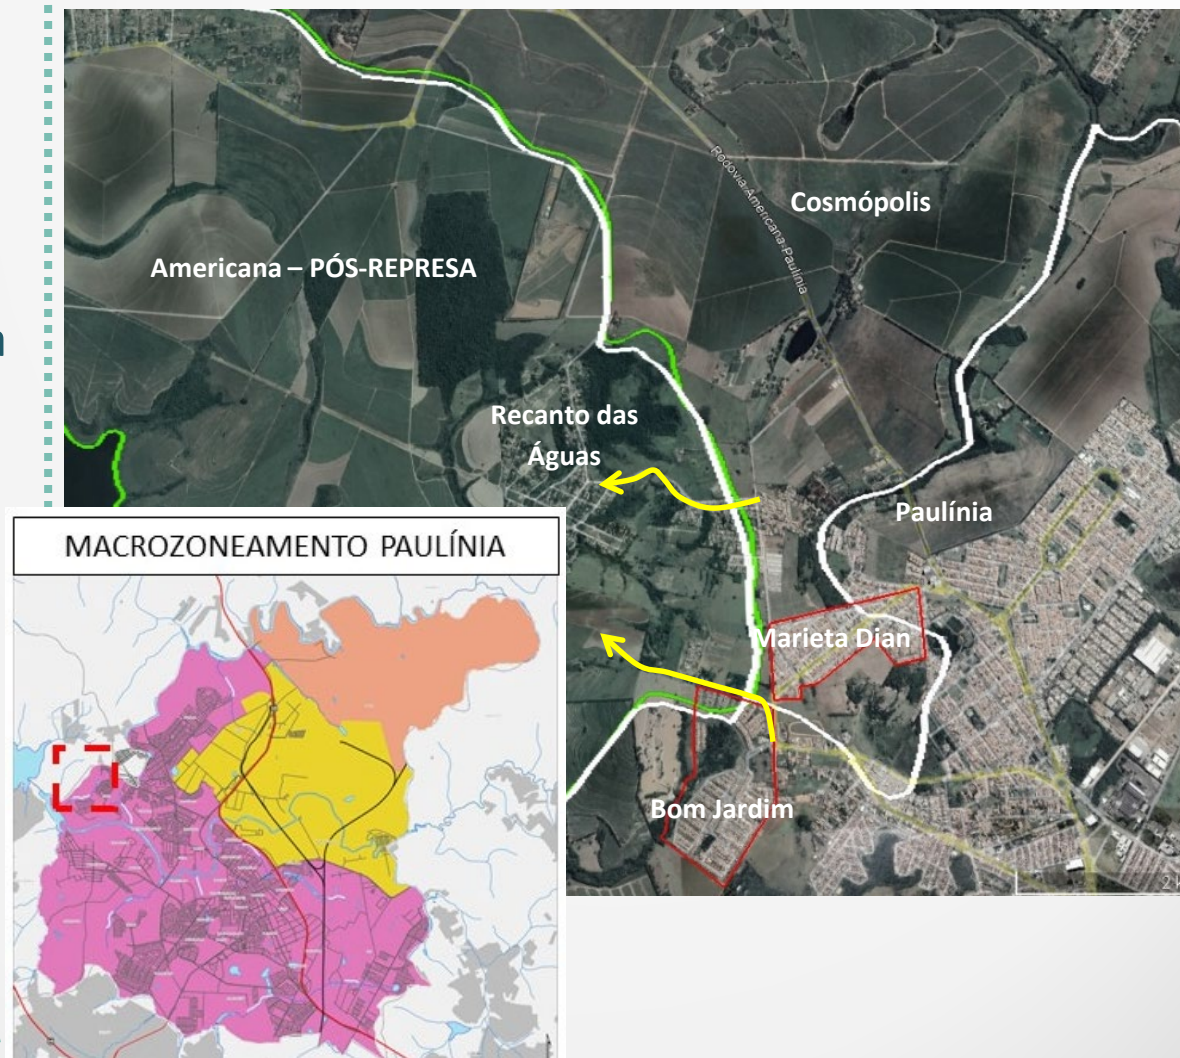 Cosmópolis
Rodovia Americana-Paulínia
Americana – PÓS-REPRESA
Recanto das
Águas
Paulínia
MACROZONEAMENTO PAULÍNIA
Marieta Dian
Bom Jardim